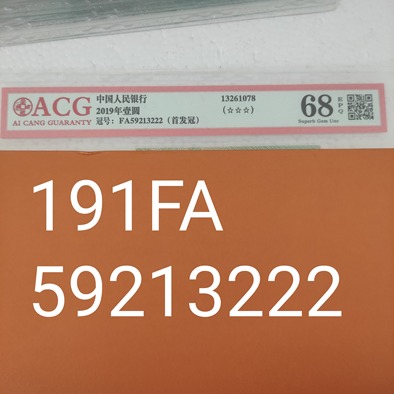 ACG
AI CANG GUARANTY
中国人民银行
2019年壹圆
冠号：FA59213222（首发冠）
13261078
(☆☆☆)
68
EPQ
Superb Gem Unc
191FA
59213222